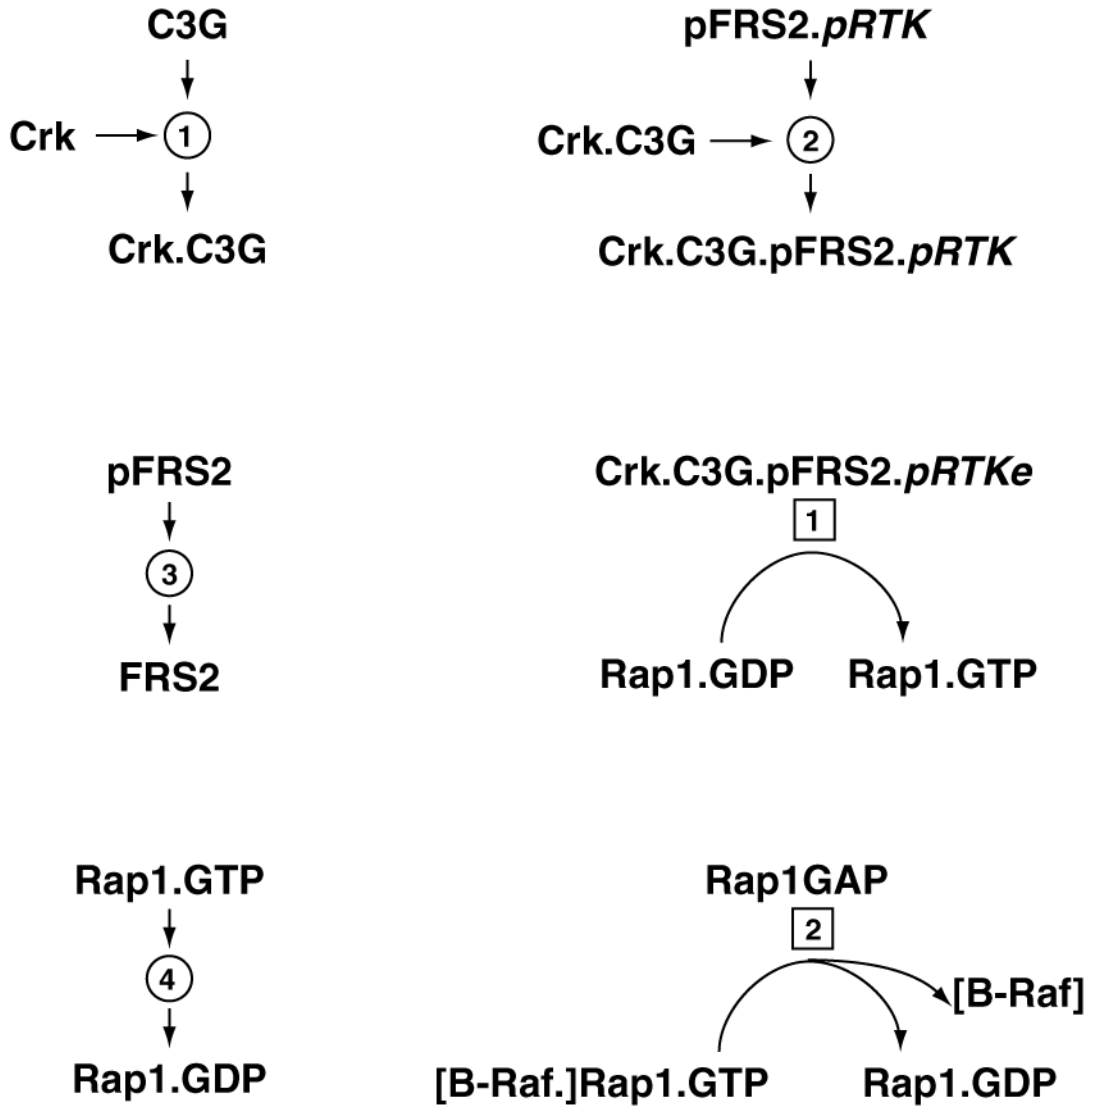 C3G
Crk
1
Crk.C3G
pFRS2.pRTK
Crk.C3G
2
Crk.C3G.pFRS2.pRTK
pFRS2
3
FRS2
Crk.C3G.pFRS2.pRTKe
1
Rap1.GDP
Rap1.GTP
Rap1.GTP
4
Rap1.GDP
Rap1GAP
2
[B-Raf]
[B-Raf.]Rap1.GTP
Rap1.GDP